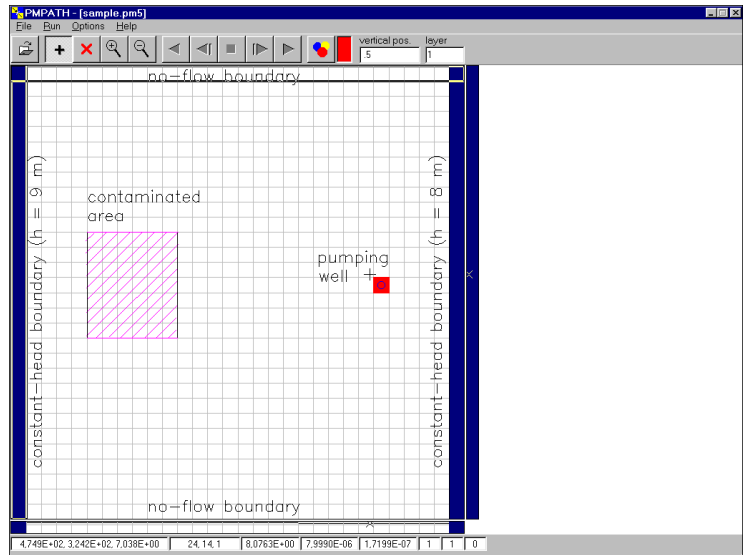 PMPATH - [sample.pm5]
File Run Options Help
vertical pos. layer
.5 1
no-flow boundary
constant-head boundary (h = 9 m)
contaminated
area
pumping
well
constant-head boundary (h = 8 m)
no-flow boundary
4,749E+02, 3,242E+02, 7,038E+00 24, 14, 1 8,0763E+00 7,9990E-06 1,7199E-07 1 1 0